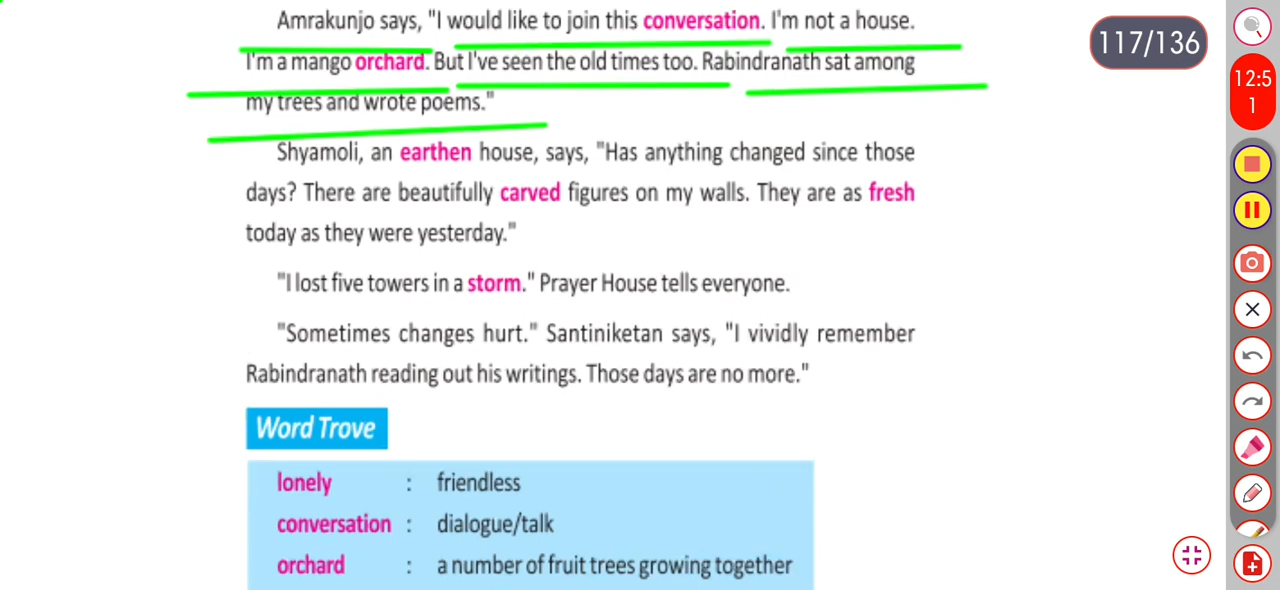 Amrakunjo says, "I would like to join this conversation. I'm not a house.
I'm a mango orchard. But I've seen the old times too. Rabindranath sat among
my trees and wrote poems."
Shyamoli, an earthen house, says, "Has anything changed since those
days? There are beautifully carved figures on my walls. They are as fresh
today as they were yesterday."
"I lost five towers in a storm." Prayer House tells everyone.
"Sometimes changes hurt." Santiniketan says, "I vividly remember
Rabindranath reading out his writings. Those days are no more."
Word Trove
lonely : friendless
conversation : dialogue/talk
orchard : a number of fruit trees growing together
117/136
12:5
1